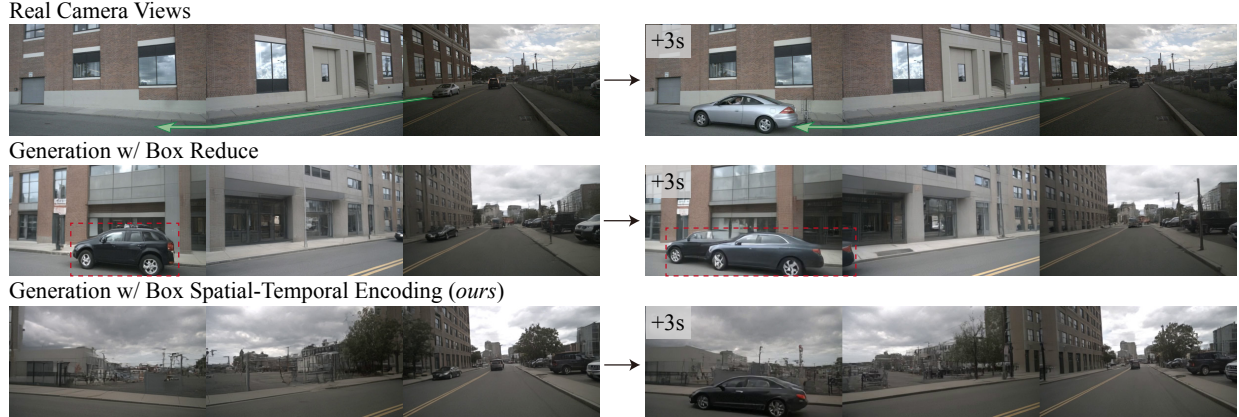 Real Camera Views
+3s
Generation w/ Box Reduce
+3s
Generation w/ Box Spatial-Temporal Encoding (ours)
+3s